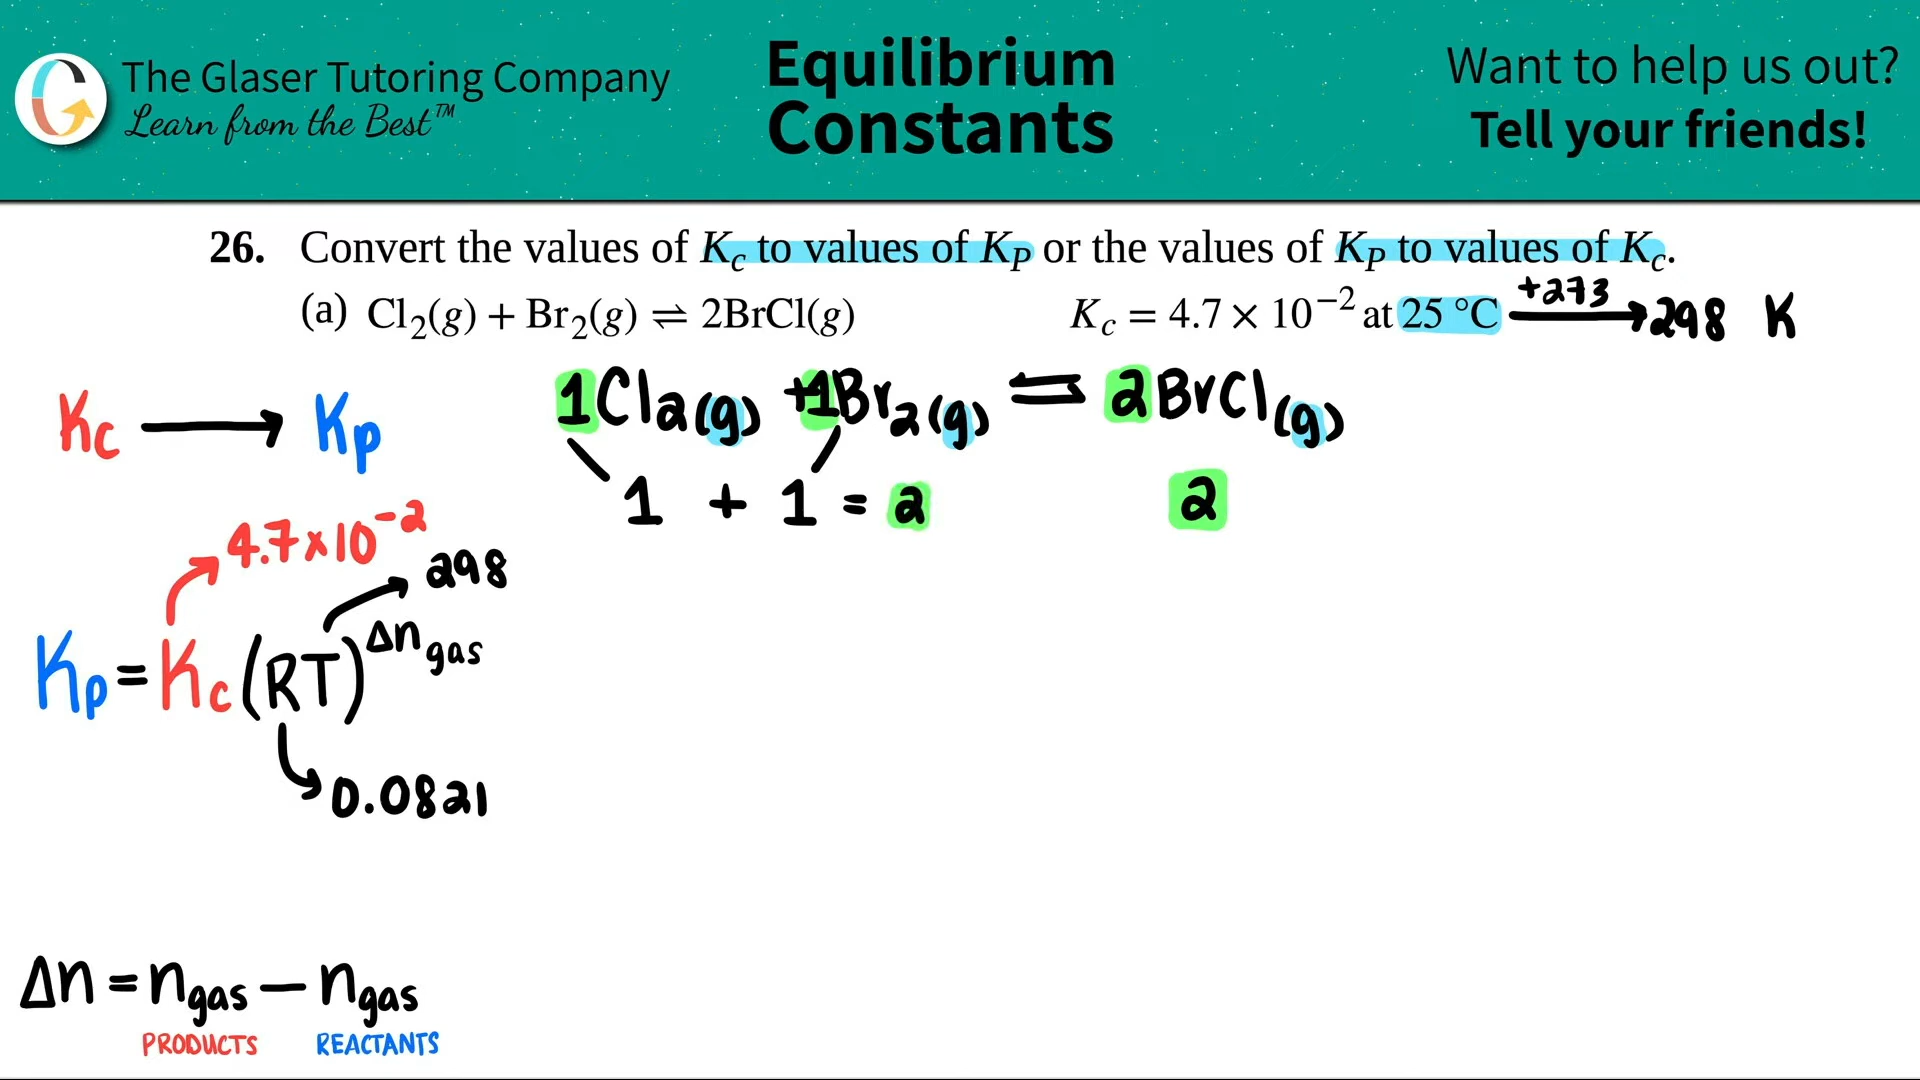 The Glaser Tutoring Company
Learn from the Best™
Equilibrium
Constants
Want to help us out?
Tell your friends!
26. Convert the values of Kc to values of KP or the values of KP to values of Kc.
(a) Cl2(g) + Br2(g) ⇌ 2BrCl(g) Kc = 4.7 × 10^−2 at 25 °C +273 → 298 K
Kc → Kp
1Cl2(g) +1Br2(g) ⇌ 2BrCl(g)
1 + 1 = 2 2
4.7×10^-2
298
Kp = Kc(RT)^Δngas
0.0821
Δn = ngas − ngas
PRODUCTS REACTANTS